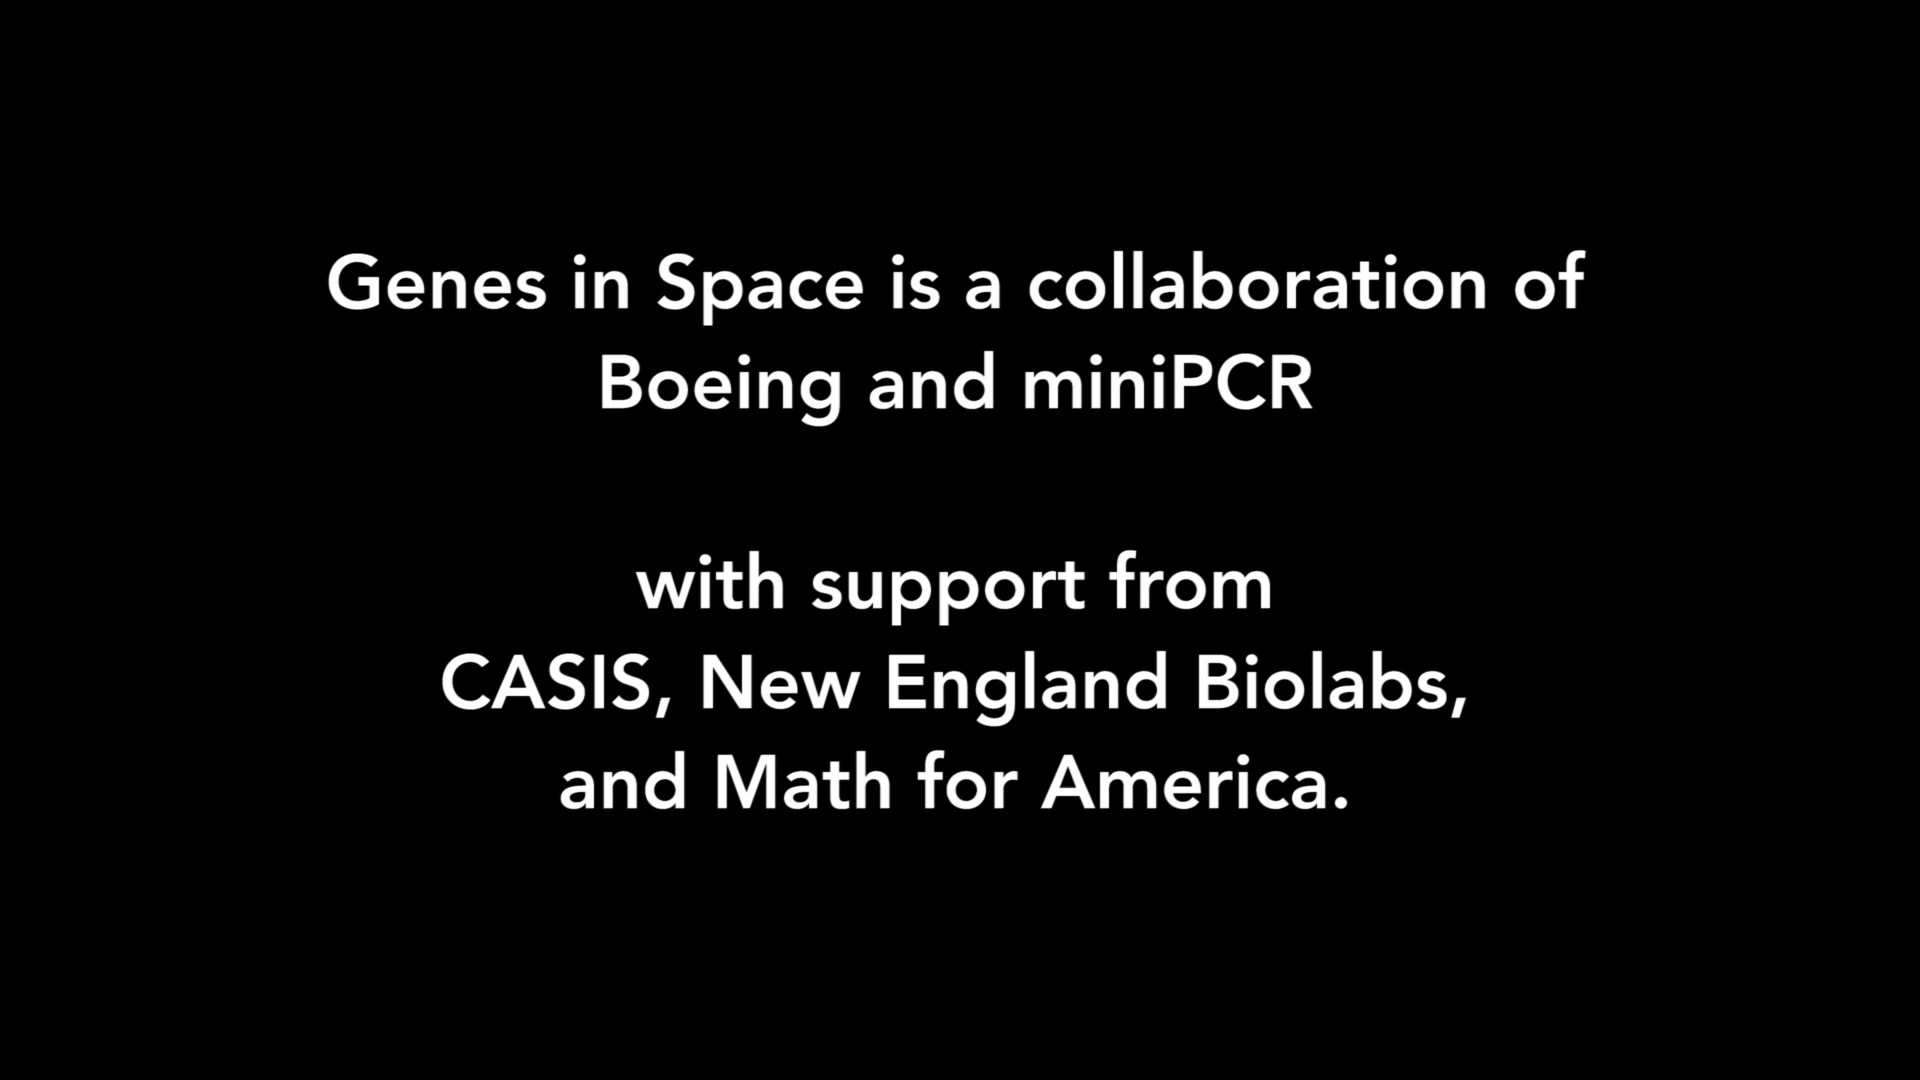 Genes in Space is a collaboration of
Boeing and miniPCR
with support from
CASIS, New England Biolabs,
and Math for America.